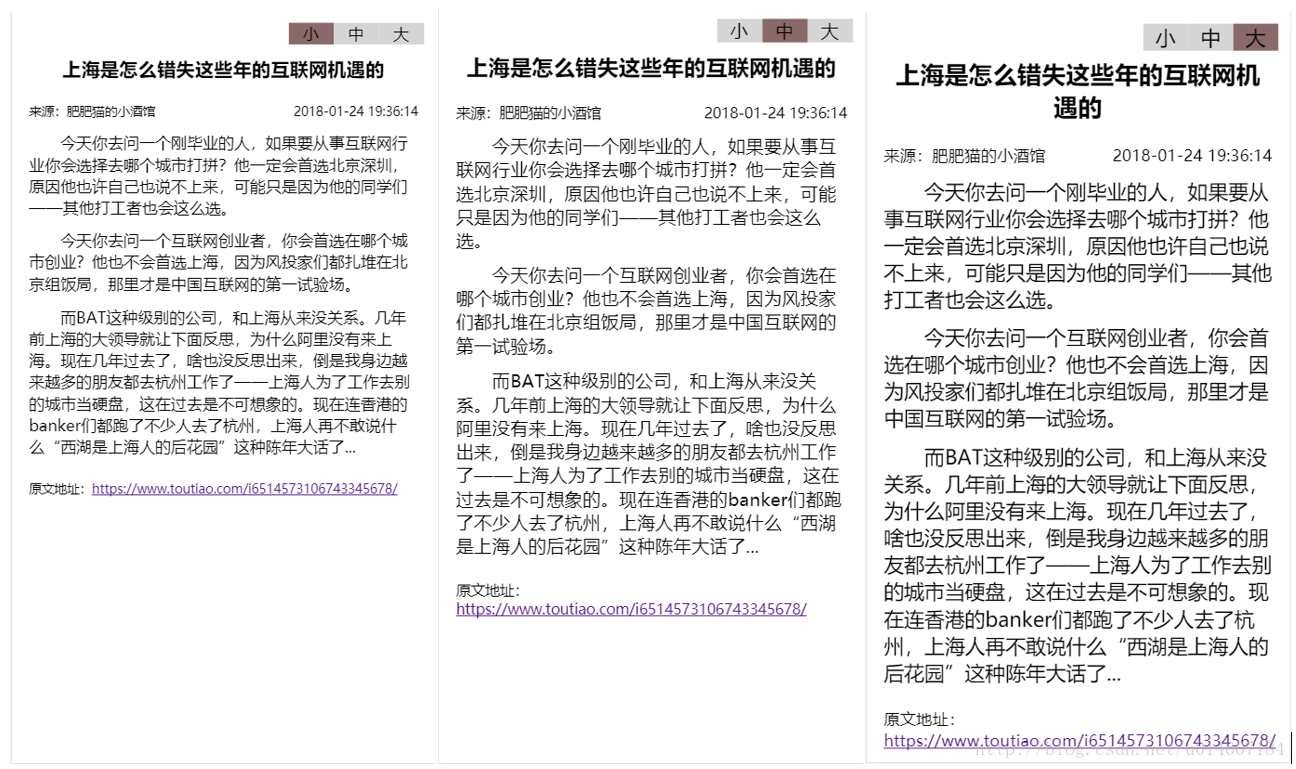 小 中 大
上海是怎么错失这些年的互联网机遇的
来源：肥肥猫的小酒馆 2018-01-24 19:36:14
今天你去问一个刚毕业的人，如果要从事互联网行
业你会选择去哪个城市打拼？他一定会首选北京深圳，
原因他也许自己也说不上来，可能只是因为他的同学们
——其他打工者也会这么选。
今天你去问一个互联网创业者，你会首选在哪个城
市创业？他也不会首选上海，因为风投家们都扎堆在北
京组饭局，那里才是中国互联网的第一试验场。
而BAT这种级别的公司，和上海从来没关系。几年
前上海的大领导就让下面反思，为什么阿里没有来上
海。现在几年过去了，啥也没反思出来，倒是我身边越
来越多的朋友都去杭州工作了——上海人为了工作去别
的城市当硬盘，这在过去是不可想象的。现在连香港的
banker们都跑了不少人去了杭州，上海人再不敢说什
么“西湖是上海人的后花园”这种陈年大话了...
原文地址：https://www.toutiao.com/i6514573106743345678/
小 中 大
上海是怎么错失这些年的互联网机遇的
来源：肥肥猫的小酒馆 2018-01-24 19:36:14
今天你去问一个刚毕业的人，如果要从事互
联网行业你会选择去哪个城市打拼？他一定会首
选北京深圳，原因他也许自己也说不上来，可能
只是因为他的同学们——其他打工者也会这么
选。
今天你去问一个互联网创业者，你会首选在
哪个城市创业？他也不会首选上海，因为风投家
们都扎堆在北京组饭局，那里才是中国互联网的
第一试验场。
而BAT这种级别的公司，和上海从来没关
系。几年前上海的大领导就让下面反思，为什么
阿里没有来上海。现在几年过去了，啥也没反思
出来，倒是我身边越来越多的朋友都去杭州工作
了——上海人为了工作去别的城市当硬盘，这在
过去是不可想象的。现在连香港的banker们都跑
了不少人去了杭州，上海人再不敢说什么“西湖
是上海人的后花园”这种陈年大话了...
原文地址：
https://www.toutiao.com/i6514573106743345678/
小 中 大
上海是怎么错失这些年的互联网机
遇的
来源：肥肥猫的小酒馆 2018-01-24 19:36:14
今天你去问一个刚毕业的人，如果要从
事互联网行业你会选择去哪个城市打拼？他
一定会首选北京深圳，原因他也许自己也说
不上来，可能只是因为他的同学们——其他
打工者也会这么选。
今天你去问一个互联网创业者，你会首
选在哪个城市创业？他也不会首选上海，因
为风投家们都扎堆在北京组饭局，那里才是
中国互联网的第一试验场。
而BAT这种级别的公司，和上海从来没
关系。几年前上海的大领导就让下面反思，
为什么阿里没有来上海。现在几年过去了，
啥也没反思出来，倒是我身边越来越多的朋
友都去杭州工作了——上海人为了工作去别
的城市当硬盘，这在过去是不可想象的。现
在连香港的banker们都跑了不少人去了杭
州，上海人再不敢说什么“西湖是上海人的
后花园”这种陈年大话了...
原文地址：
https://www.toutiao.com/i6514573106743345678/